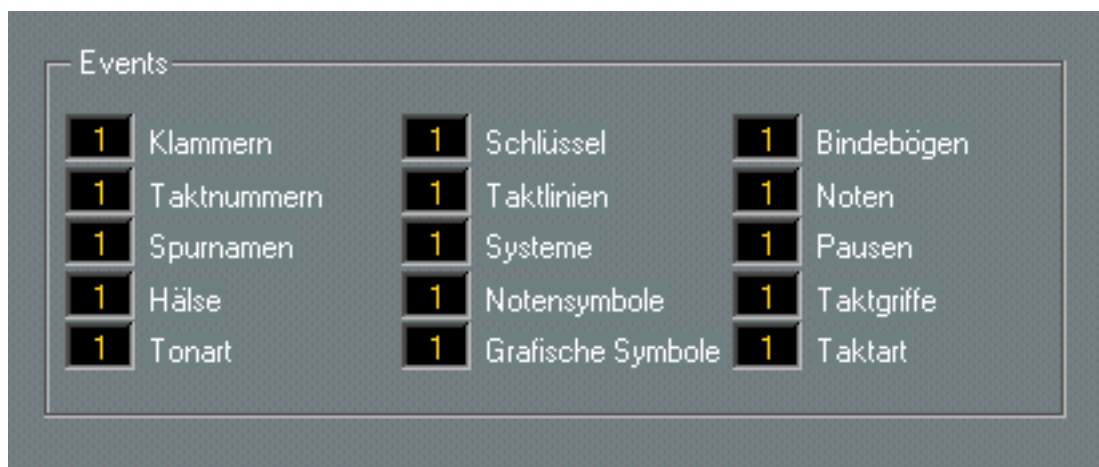 Events
1 Klammern 1 Schlüssel 1 Bindebögen
1 Taktnummern 1 Taktlinien 1 Noten
1 Spurnamen 1 Systeme 1 Pausen
1 Hälse 1 Notensymbole 1 Taktgriffe
1 Tonart 1 Grafische Symbole 1 Taktart